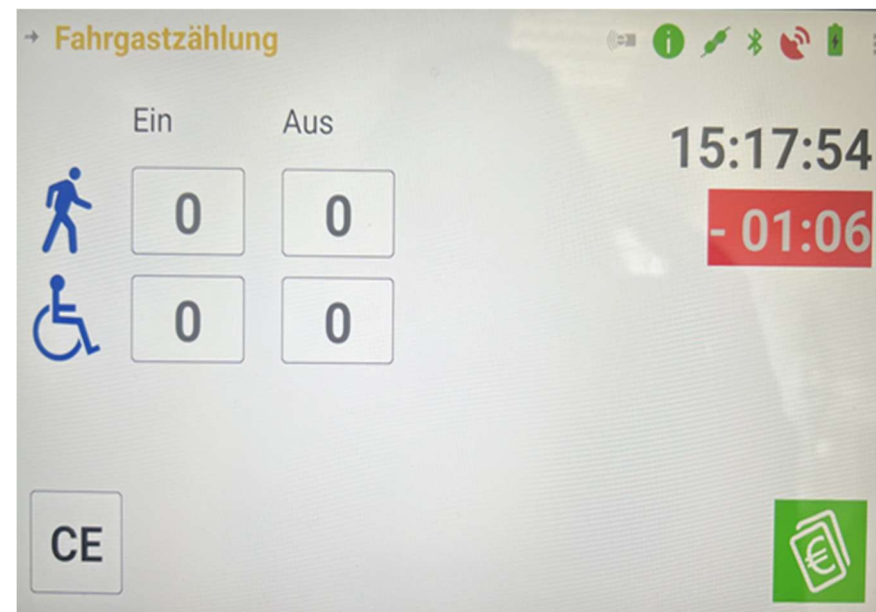 Fahrgastzählung
Ein Aus
15:17:54
0 0
- 01:06
0 0
CE
€